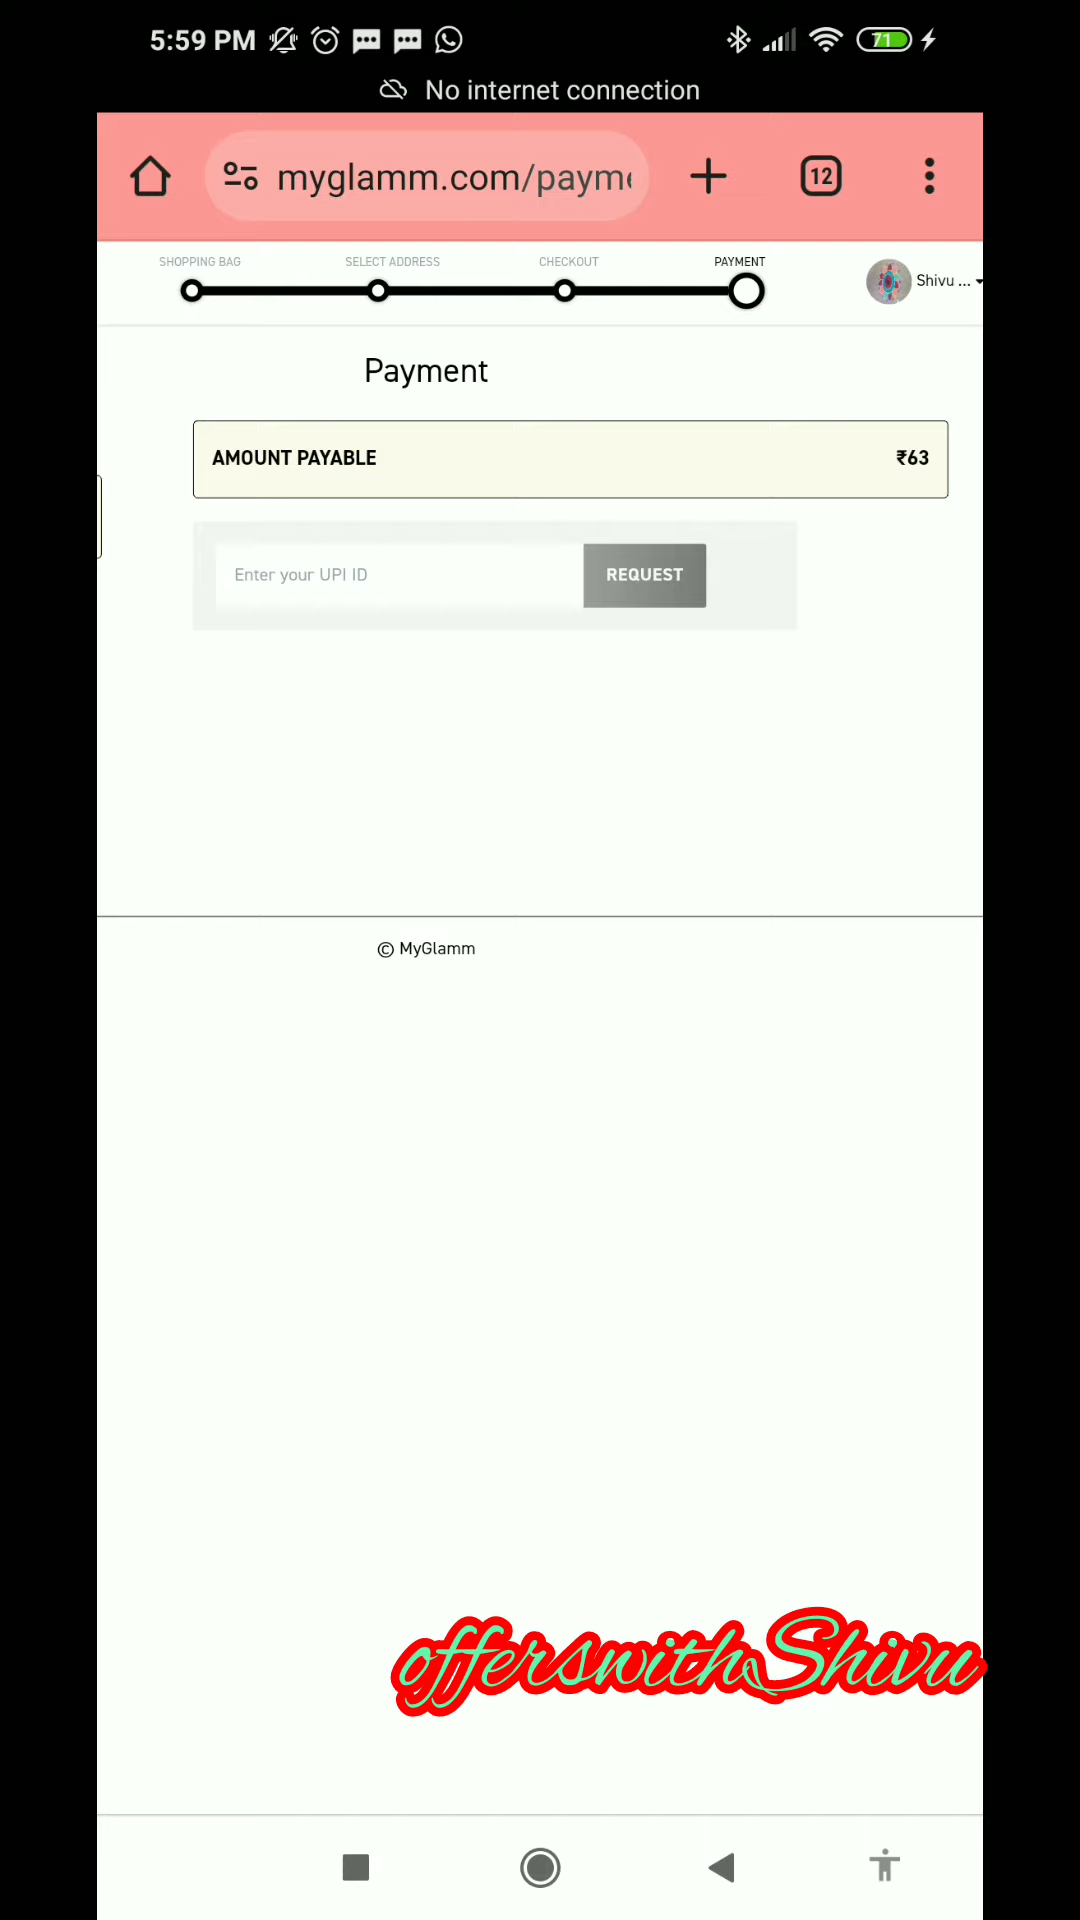 5:59 PM
71
No internet connection
myglamm.com/payme
12
SHOPPING BAG SELECT ADDRESS CHECKOUT PAYMENT
Shivu ...
Payment
AMOUNT PAYABLE ₹63
Enter your UPI ID REQUEST
© MyGlamm
offerswithShivu